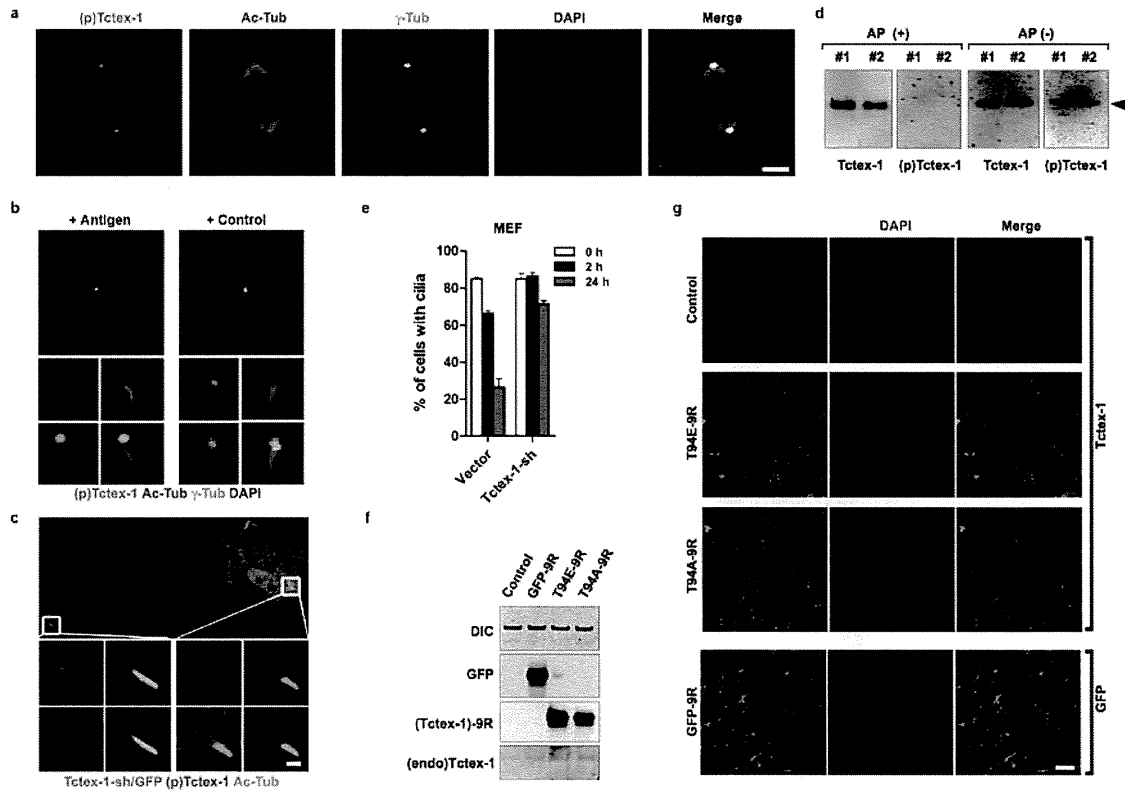 a
(p)Tctex-1
Ac-Tub
γ-Tub
DAPI
Merge
d
AP (+)
AP (-)
#1 #2 #1 #2
#1 #2 #1 #2
Tctex-1
(p)Tctex-1
Tctex-1
(p)Tctex-1
b
+ Antigen
+ Control
(p)Tctex-1 Ac-Tub γ-Tub DAPI
c
Tctex-1-sh/GFP (p)Tctex-1 Ac-Tub
e
MEF
0 h
2 h
24 h
% of cells with cilia
100
80
60
40
20
0
Vector
Tctex-1-sh
f
Control
GFP-9R
T94E-9R
T94A-9R
DIC
GFP
(Tctex-1)-9R
(endo)Tctex-1
g
DAPI
Merge
Control
T94E-9R
T94A-9R
Tctex-1
GFP-9R
GFP